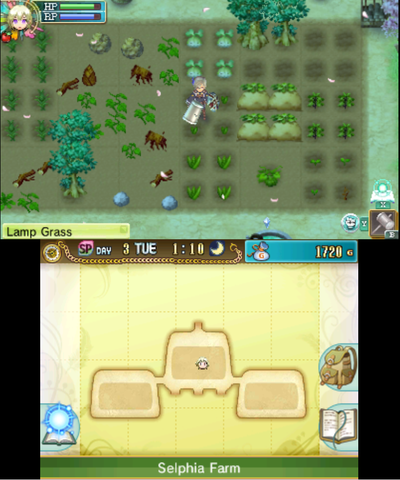 HP
RP
X
Y
Lamp Grass
SP DAY 3 TUE 1:10
G 1720 G
Selphia Farm